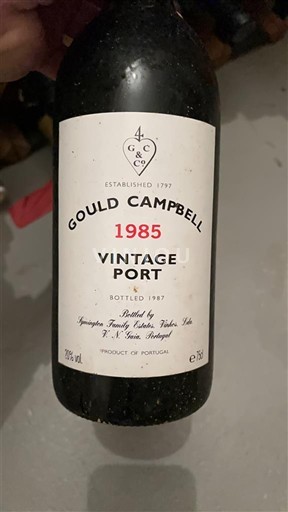 4
G C
&
Co
ESTABLISHED 1797
GOULD CAMPBELL
1985
VINTAGE
PORT
BOTTLED 1987
Bottled by
Symington Family Estates, Vinhos, Lda
V. N. Gaia, Portugal
PRODUCT OF PORTUGAL
20% vol. e 75cl